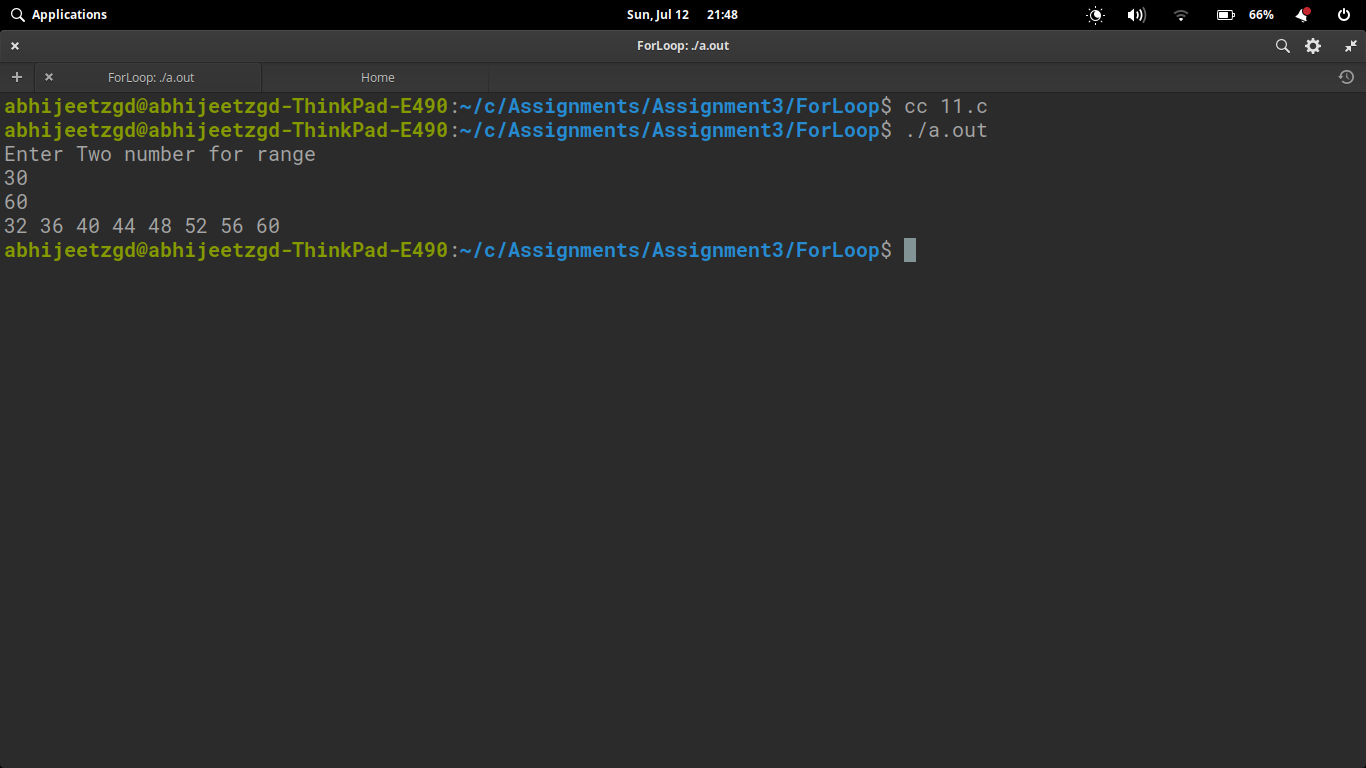 Applications
Sun, Jul 12 21:48
66%
ForLoop: ./a.out
ForLoop: ./a.out
Home
abhijeetzgd@abhijeetzgd-ThinkPad-E490:~/c/Assignments/Assignment3/ForLoop$ cc 11.c
abhijeetzgd@abhijeetzgd-ThinkPad-E490:~/c/Assignments/Assignment3/ForLoop$ ./a.out
Enter Two number for range
30
60
32 36 40 44 48 52 56 60
abhijeetzgd@abhijeetzgd-ThinkPad-E490:~/c/Assignments/Assignment3/ForLoop$